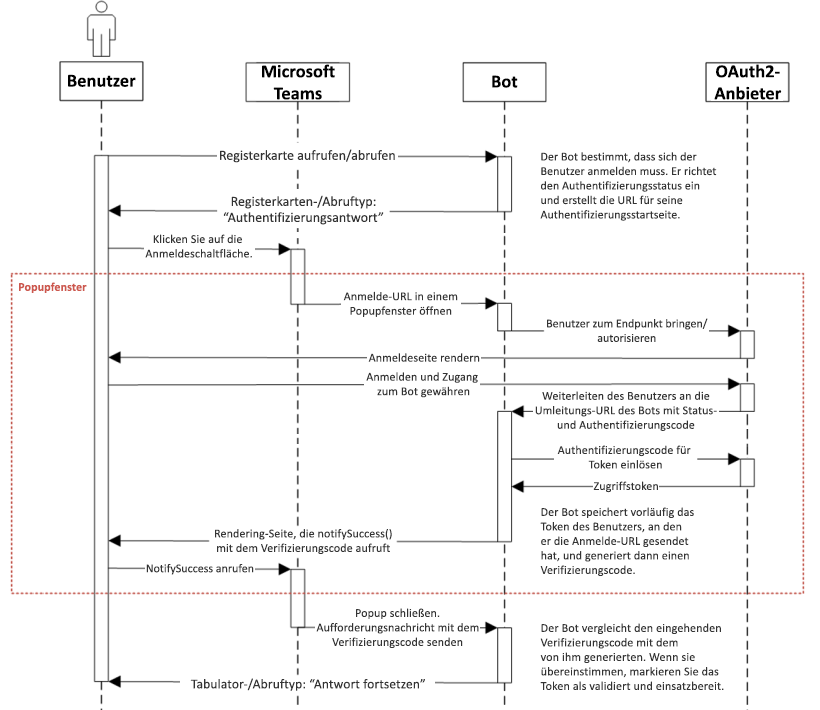 Benutzer
Microsoft
Teams
Bot
OAuth2-
Anbieter
Registerkarte aufrufen/abrufen
Der Bot bestimmt, dass sich der
Benutzer anmelden muss. Er richtet
den Authentifizierungsstatus ein
und erstellt die URL für seine
Authentifizierungsstartseite.
Registerkarten-/Abruftyp:
“Authentifizierungsantwort”
Klicken Sie auf die
Anmeldeschaltfläche.
Popupfenster
Anmelde-URL in einem
Popupfenster öffnen
Benutzer zum Endpunkt bringen/
autorisieren
Anmeldeseite rendern
Anmelden und Zugang
zum Bot gewähren
Weiterleiten des Benutzers an die
Umleitungs-URL des Bots mit Status-
und Authentifizierungscode
Authentifizierungscode für
Token einlösen
Zugriffstoken
Der Bot speichert vorläufig das
Token des Benutzers, an den
er die Anmelde-URL gesendet
hat, und generiert dann einen
Verifizierungscode.
Rendering-Seite, die notifySuccess()
mit dem Verifizierungscode aufruft
NotifySuccess anrufen
Popup schließen.
Aufforderungsnachricht mit dem
Verifizierungscode senden
Der Bot vergleicht den eingehenden
Verifizierungscode mit dem
von ihm generierten. Wenn sie
übereinstimmen, markieren Sie das
Token als validiert und einsatzbereit.
Tabulator-/Abruftyp: “Antwort fortsetzen”